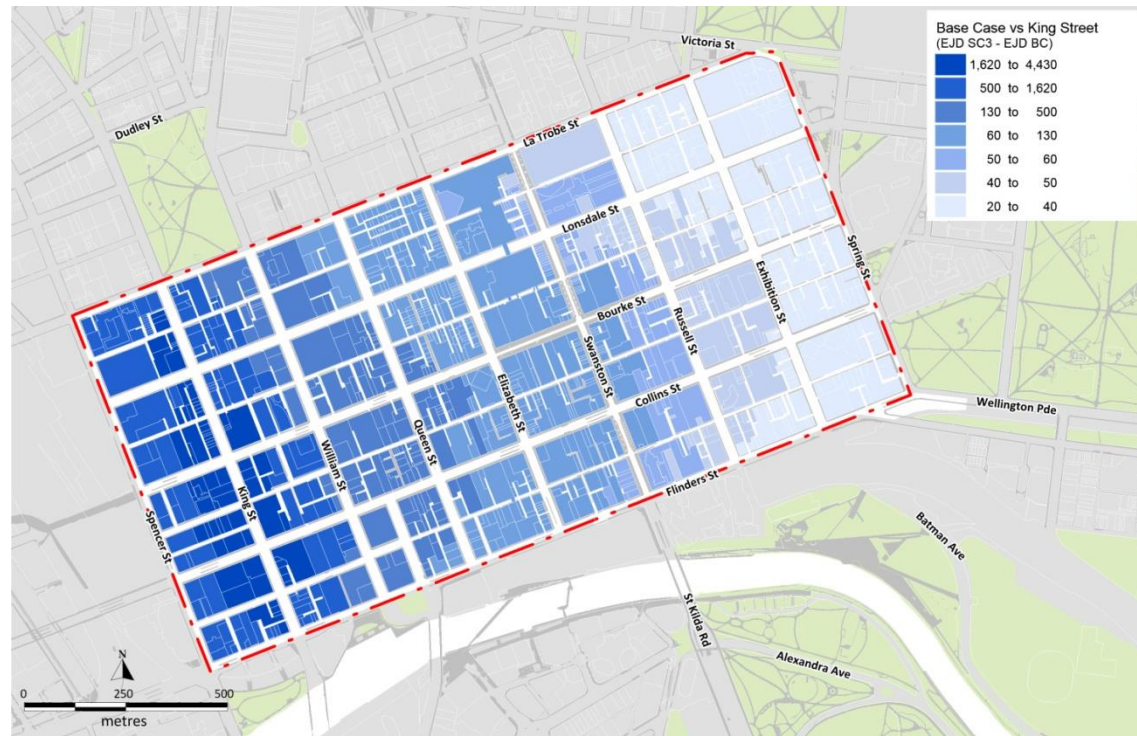 Base Case vs King Street
(EJD SC3 - EJD BC)
1,620 to 4,430
500 to 1,620
130 to 500
60 to 130
50 to 60
40 to 50
20 to 40
Victoria St
Dudley St
La Trobe St
Lonsdale St
Spring St
Exhibition St
Bourke St
Russell St
Swanston St
Elizabeth St
Collins St
Wellington Pde
Queen St
William St
King St
Flinders St
Spencer St
Batman Ave
St Kilda Rd
Alexandra Ave
N
0 250 500
metres